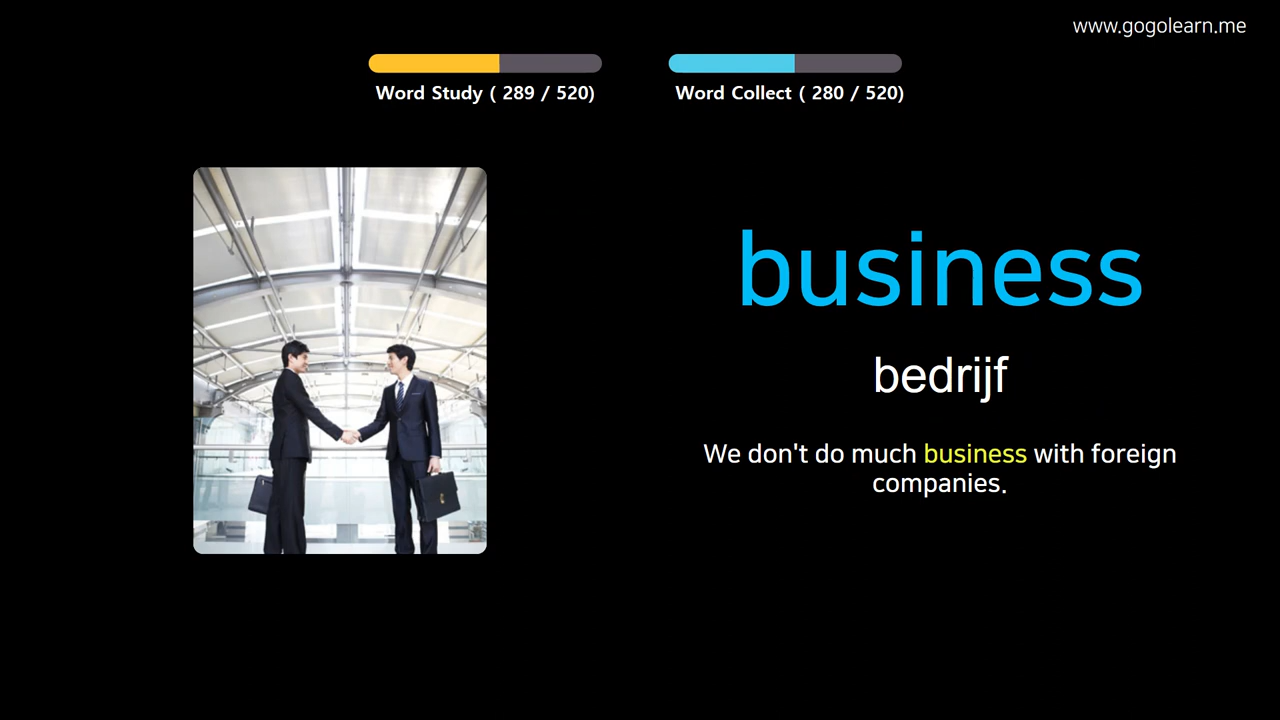 www.gogolearn.me
Word Study ( 289 / 520)
Word Collect ( 280 / 520)
business
bedrijf
We don't do much business with foreign
companies.